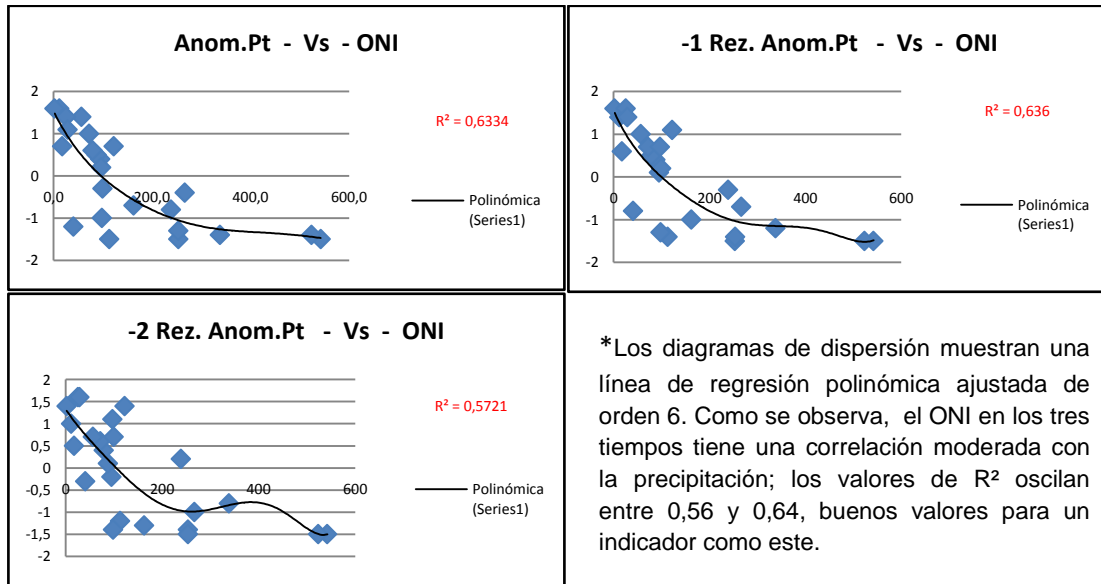 Anom.Pt - Vs - ONI
2
1
0
-1
-2
0,0
200,0
400,0
600,0
R² = 0,6334
Polinómica
(Series1)
-1 Rez. Anom.Pt - Vs - ONI
2
1
0
-1
-2
0
200
400
600
R² = 0,636
Polinómica
(Series1)
-2 Rez. Anom.Pt - Vs - ONI
2
1,5
1
0,5
0
-0,5
-1
-1,5
-2
0
200
400
600
R² = 0,5721
Polinómica
(Series1)
*Los diagramas de dispersión muestran una
línea de regresión polinómica ajustada de
orden 6. Como se observa, el ONI en los tres
tiempos tiene una correlación moderada con
la precipitación; los valores de R² oscilan
entre 0,56 y 0,64, buenos valores para un
indicador como este.